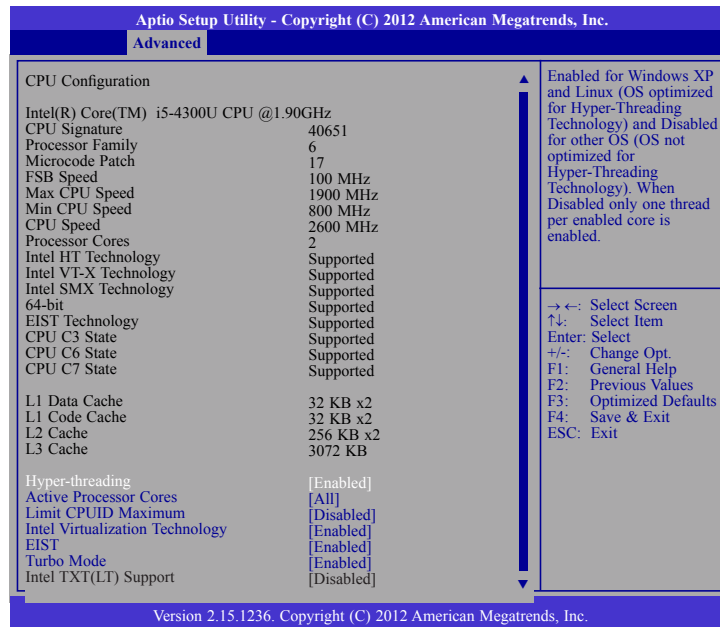 Aptio Setup Utility - Copyright (C) 2012 American Megatrends, Inc.
Advanced
CPU Configuration
Intel(R) Core(TM) i5-4300U CPU @1.90GHz
CPU Signature 40651
Processor Family 6
Microcode Patch 17
FSB Speed 100 MHz
Max CPU Speed 1900 MHz
Min CPU Speed 800 MHz
CPU Speed 2600 MHz
Processor Cores 2
Intel HT Technology Supported
Intel VT-X Technology Supported
Intel SMX Technology Supported
64-bit Supported
EIST Technology Supported
CPU C3 State Supported
CPU C6 State Supported
CPU C7 State Supported
L1 Data Cache 32 KB x2
L1 Code Cache 32 KB x2
L2 Cache 256 KB x2
L3 Cache 3072 KB
Hyper-threading [Enabled]
Active Processor Cores [All]
Limit CPUID Maximum [Disabled]
Intel Virtualization Technology [Enabled]
EIST [Enabled]
Turbo Mode [Enabled]
Intel TXT(LT) Support [Disabled]
Enabled for Windows XP
and Linux (OS optimized
for Hyper-Threading
Technology) and Disabled
for other OS (OS not
optimized for
Hyper-Threading
Technology). When
Disabled only one thread
per enabled core is
enabled.
→←: Select Screen
↑↓: Select Item
Enter: Select
+/-: Change Opt.
F1: General Help
F2: Previous Values
F3: Optimized Defaults
F4: Save & Exit
ESC: Exit
Version 2.15.1236. Copyright (C) 2012 American Megatrends, Inc.